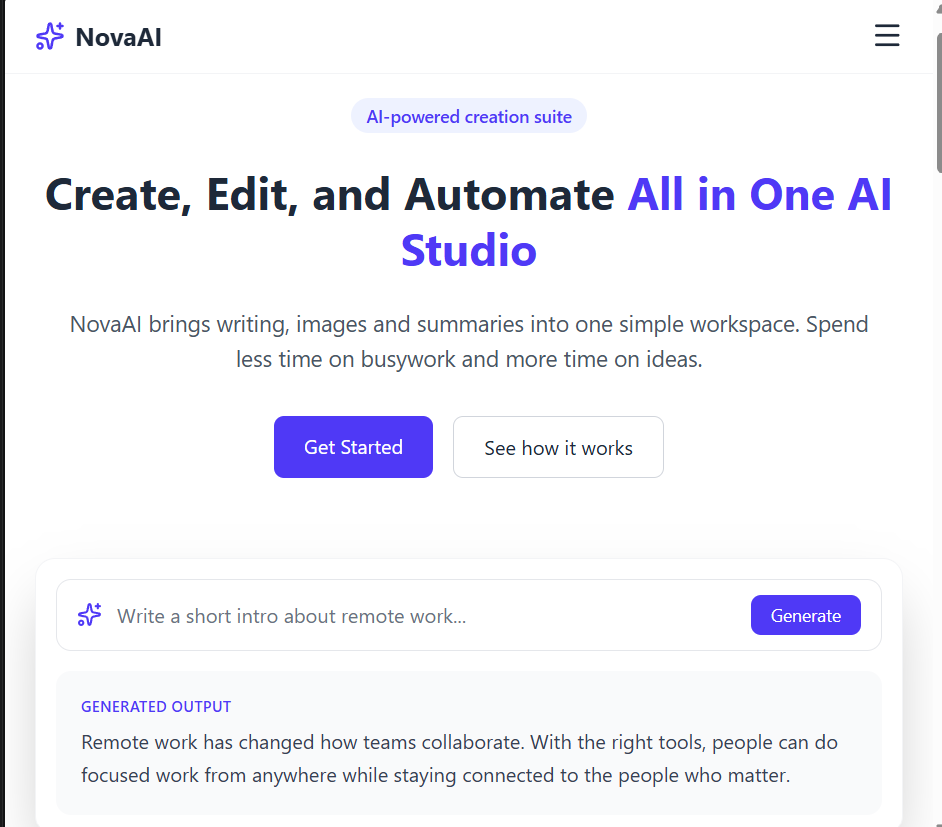 NovaAI
AI-powered creation suite
Create, Edit, and Automate All in One AI
Studio
NovaAI brings writing, images and summaries into one simple workspace. Spend
less time on busywork and more time on ideas.
Get Started
See how it works
Write a short intro about remote work...
Generate
GENERATED OUTPUT
Remote work has changed how teams collaborate. With the right tools, people can do
focused work from anywhere while staying connected to the people who matter.